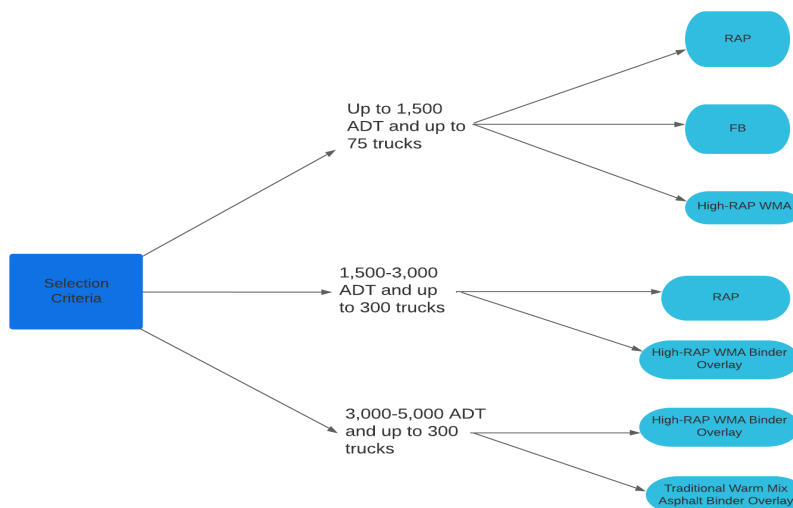 RAP
Up to 1,500
ADT and up to
75 trucks
FB
High-RAP WMA
Selection
Criteria
1,500-3,000
ADT and up
to 300 trucks
RAP
High-RAP WMA Binder
Overlay
3,000-5,000 ADT
and up to 300
trucks
High-RAP WMA Binder
Overlay
Traditional Warm Mix
Asphalt Binder Overlay